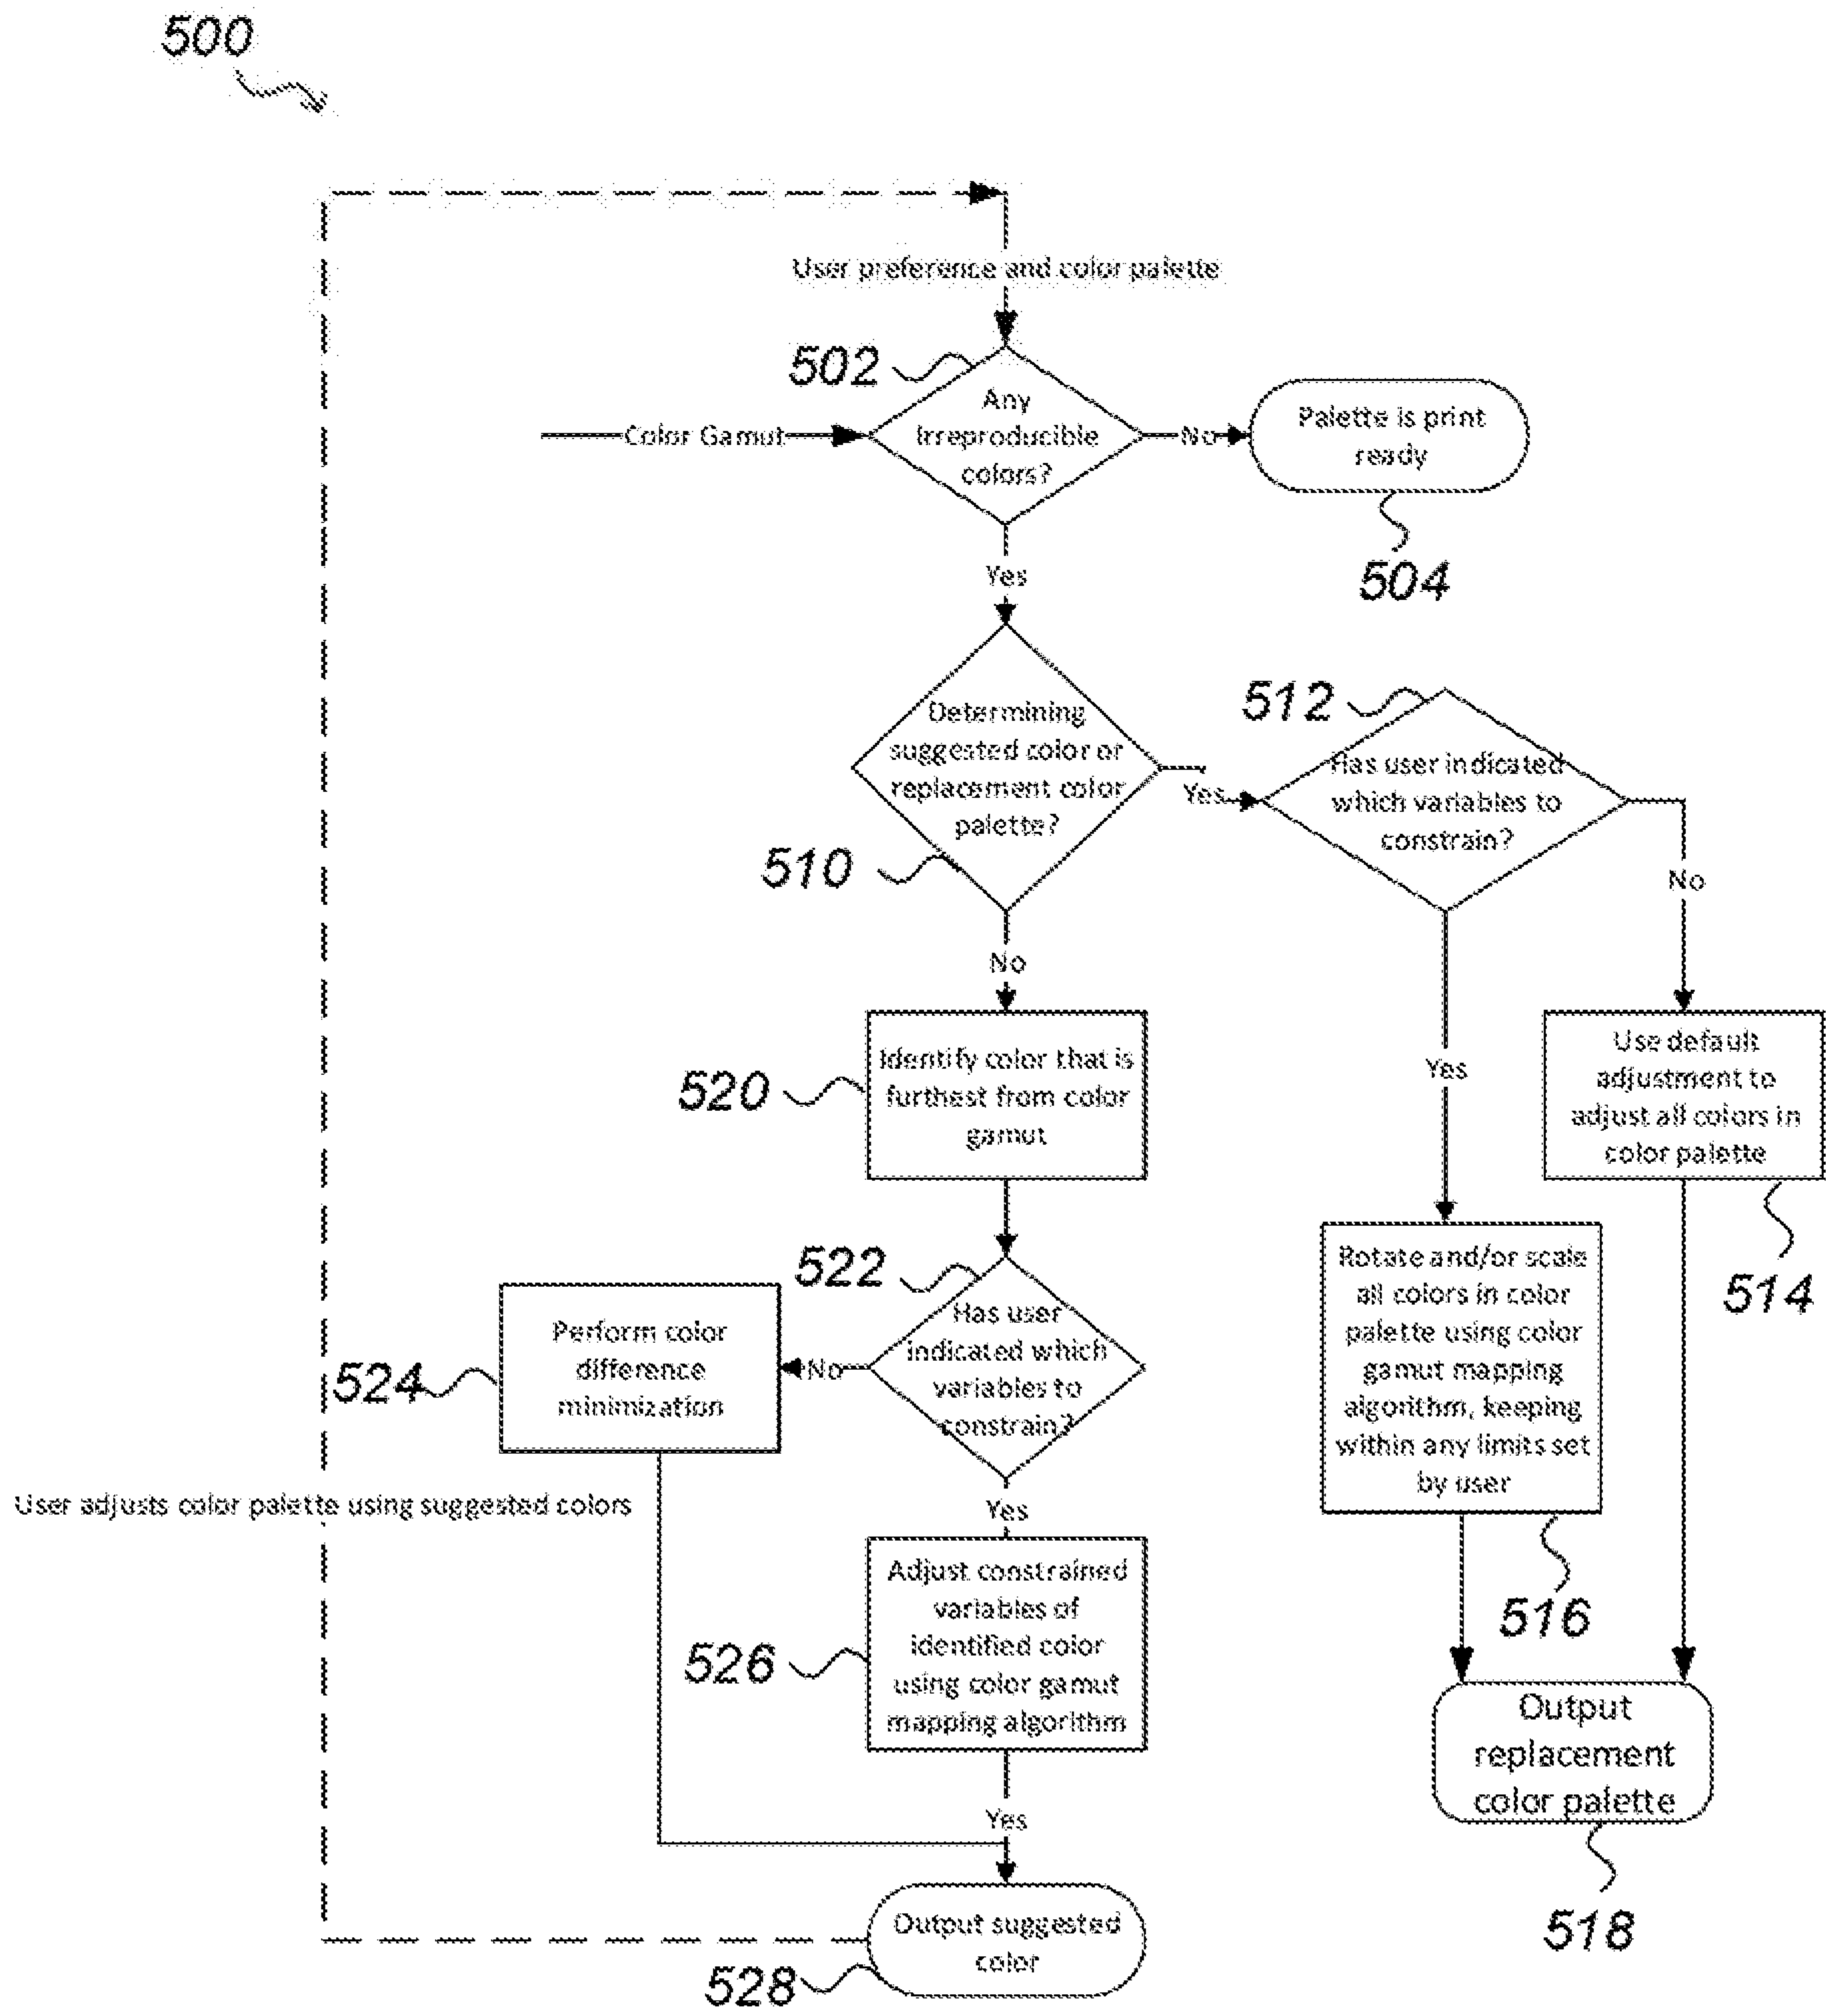 500
User preference and color palette
502
Any
Irreproducible
colors?
Color Gamut
No
Palette is print
ready
504
Yes
Determining
suggested color or
replacement color
palette?
510
Yes
512
Has user indicated
which variables to
constrain?
No
No
Identify color that is
furthest from color
gamut
520
Yes
Use default
adjustment to
adjust all colors in
color palette
514
522
Has user
indicated which
variables to
constrain?
No
Perform color
difference
minimization
524
Rotate and/or scale
all colors in color
palette using color
gamut mapping
algorithm, keeping
within any limits set
by user
516
User adjusts color palette using suggested colors
Yes
Adjust constrained
variables of
identified color
using color gamut
mapping algorithm
526
Yes
Output
replacement
color palette
518
Output suggested
color
528